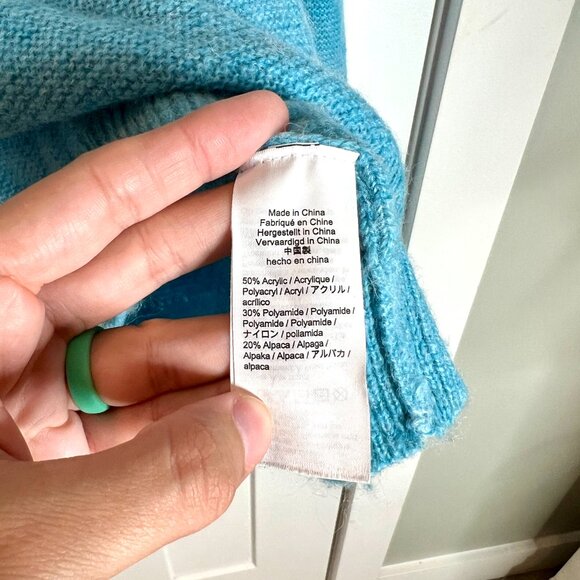 Made in China
Fabriqué en Chine
Hergestellt in China
Vervaardigd in China
中国製
hecho en china
50% Acrylic / Acrylique /
Polyacryl / Acryl / アクリル /
acrílico
30% Polyamide / Polyamide /
Polyamide / Polyamide /
ナイロン / poliamida
20% Alpaca / Alpaga /
Alpaka / Alpaca / アルパカ /
alpaca